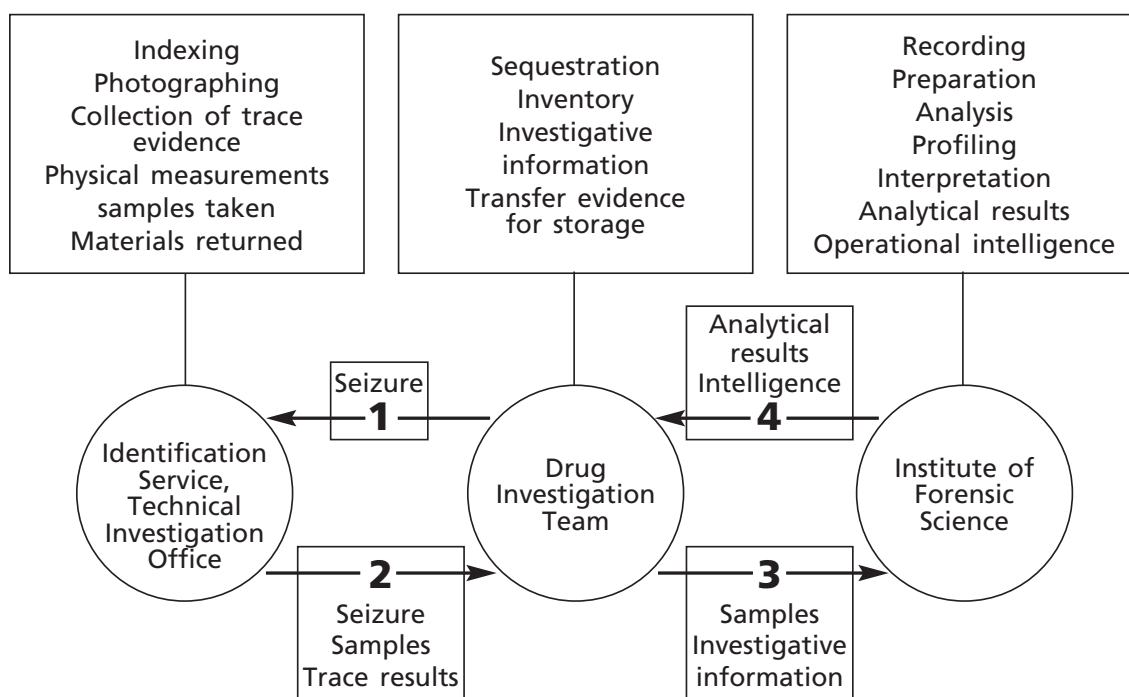 Indexing
Photographing
Collection of trace
evidence
Physical measurements
samples taken
Materials returned
Sequestration
Inventory
Investigative
information
Transfer evidence
for storage
Recording
Preparation
Analysis
Profiling
Interpretation
Analytical results
Operational intelligence
Seizure
1
Analytical
results
Intelligence
4
Identification
Service,
Technical
Investigation
Office
Drug
Investigation
Team
Institute of
Forensic
Science
2
Seizure
Samples
Trace results
3
Samples
Investigative
information